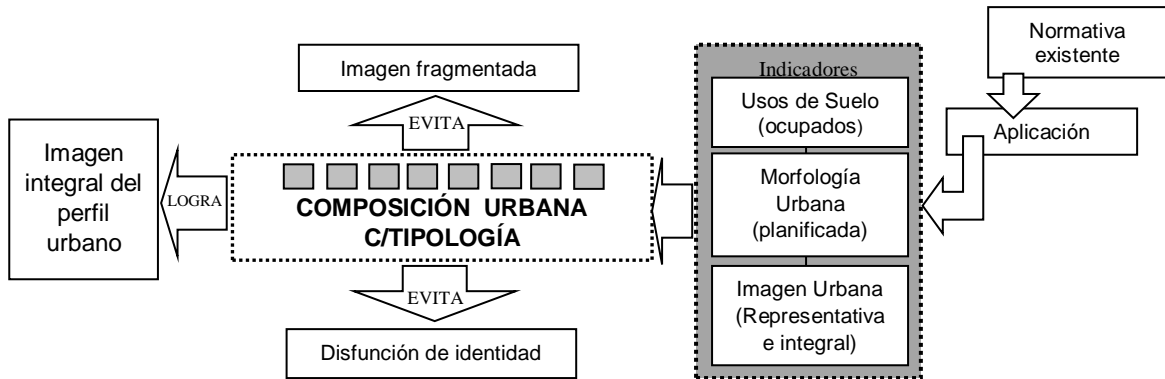 Normativa
existente
Imagen fragmentada
Indicadores
Usos de Suelo
(ocupados)
EVITA
Aplicación
Imagen
integral del
perfil
urbano
LOGRA
COMPOSICIÓN URBANA
C/TIPOLOGÍA
Morfología
Urbana
(planificada)
EVITA
Imagen Urbana
(Representativa
e integral)
Disfunción de identidad